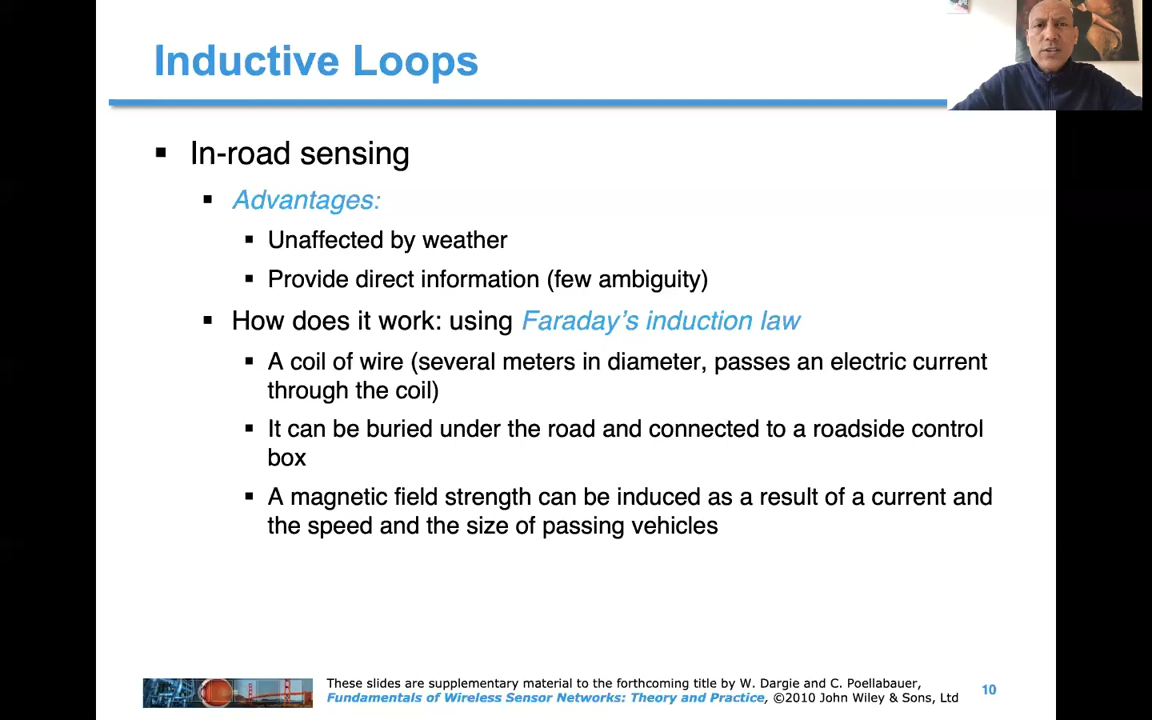 Inductive Loops
▪ In-road sensing
▪ Advantages:
▪ Unaffected by weather
▪ Provide direct information (few ambiguity)
▪ How does it work: using Faraday's induction law
▪ A coil of wire (several meters in diameter, passes an electric current
through the coil)
▪ It can be buried under the road and connected to a roadside control
box
▪ A magnetic field strength can be induced as a result of a current and
the speed and the size of passing vehicles
These slides are supplementary material to the forthcoming title by W. Dargie and C. Poellabauer,
Fundamentals of Wireless Sensor Networks: Theory and Practice, ©2010 John Wiley & Sons, Ltd
10